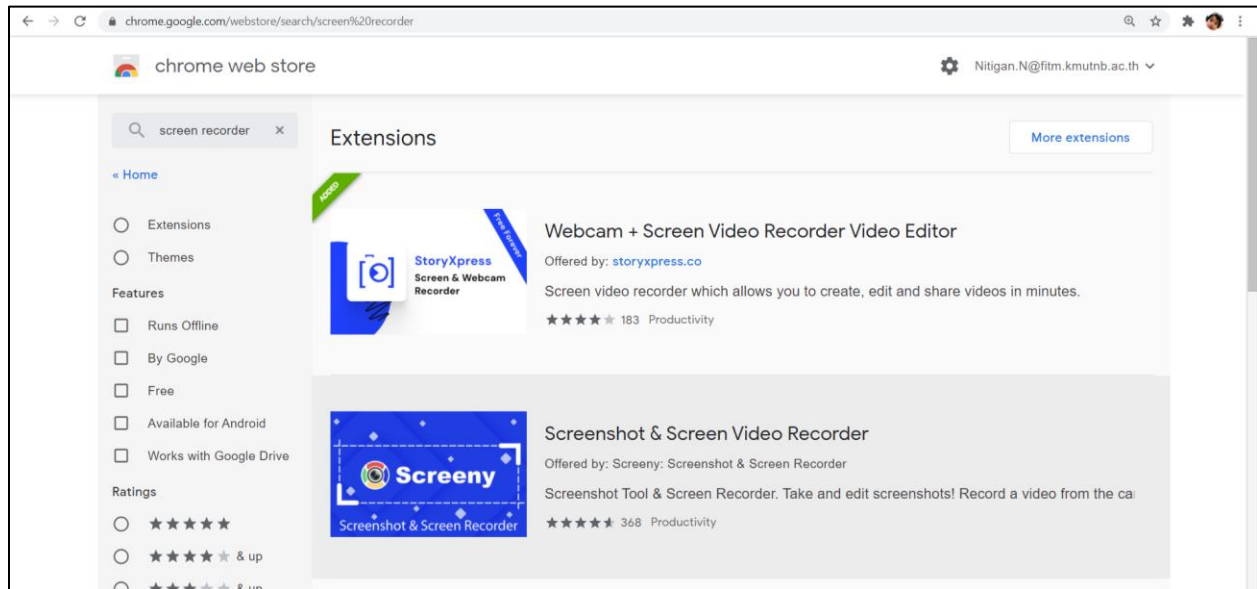 chrome.google.com/webstore/search/screen%20recorder
chrome web store
Nitigan.N@fitm.kmutnb.ac.th
screen recorder
Extensions
More extensions
« Home
Extensions
Themes
Features
Runs Offline
By Google
Free
Available for Android
Works with Google Drive
Ratings
& up
& up
ADDED
Free Forever
StoryXpress
Screen & Webcam
Recorder
Webcam + Screen Video Recorder Video Editor
Offered by: storyxpress.co
Screen video recorder which allows you to create, edit and share videos in minutes.
183 Productivity
Screeny
Screenshot & Screen Recorder
Screenshot & Screen Video Recorder
Offered by: Screeny: Screenshot & Screen Recorder
Screenshot Tool & Screen Recorder. Take and edit screenshots! Record a video from the
368 Productivity